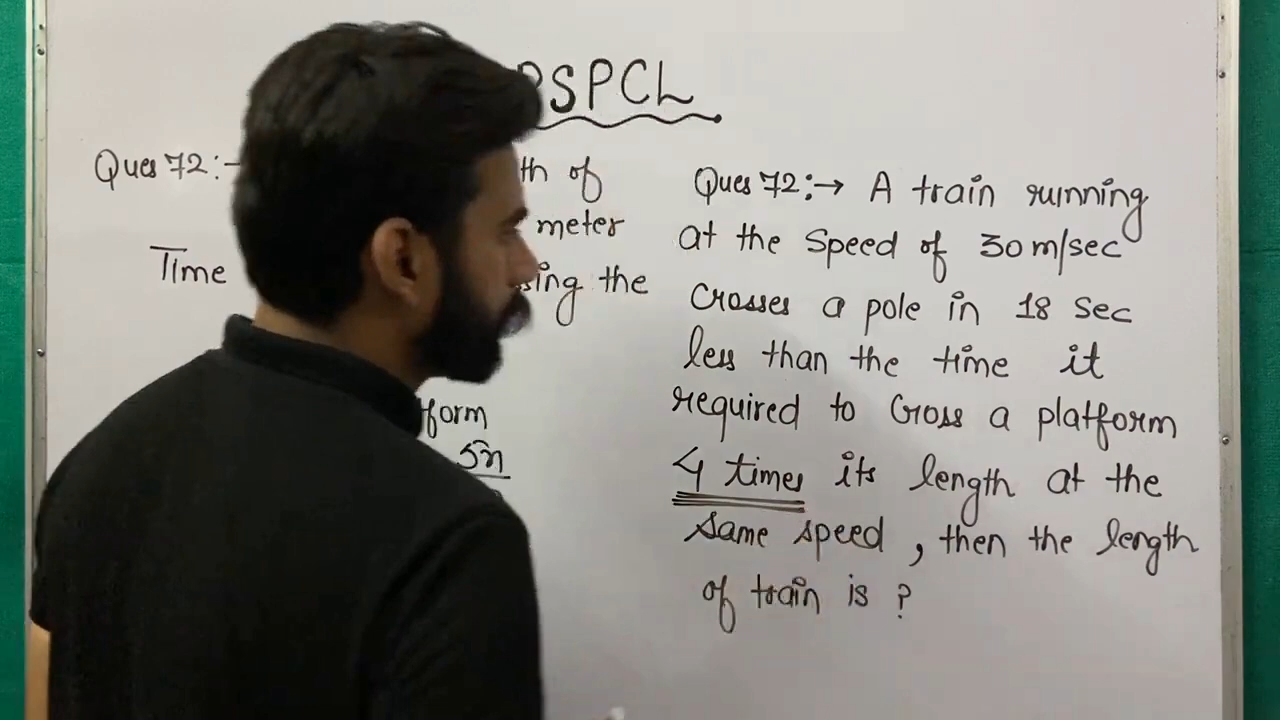 PSPCL
Ques 72:-
th of
meter
Time
sing the
form
5x
Ques 72:→ A train running
at the Speed of 30 m/sec
Crosses a pole in 18 Sec
less than the time it
required to Cross a platform
4 times its length at the
same speed, then the length
of train is ?